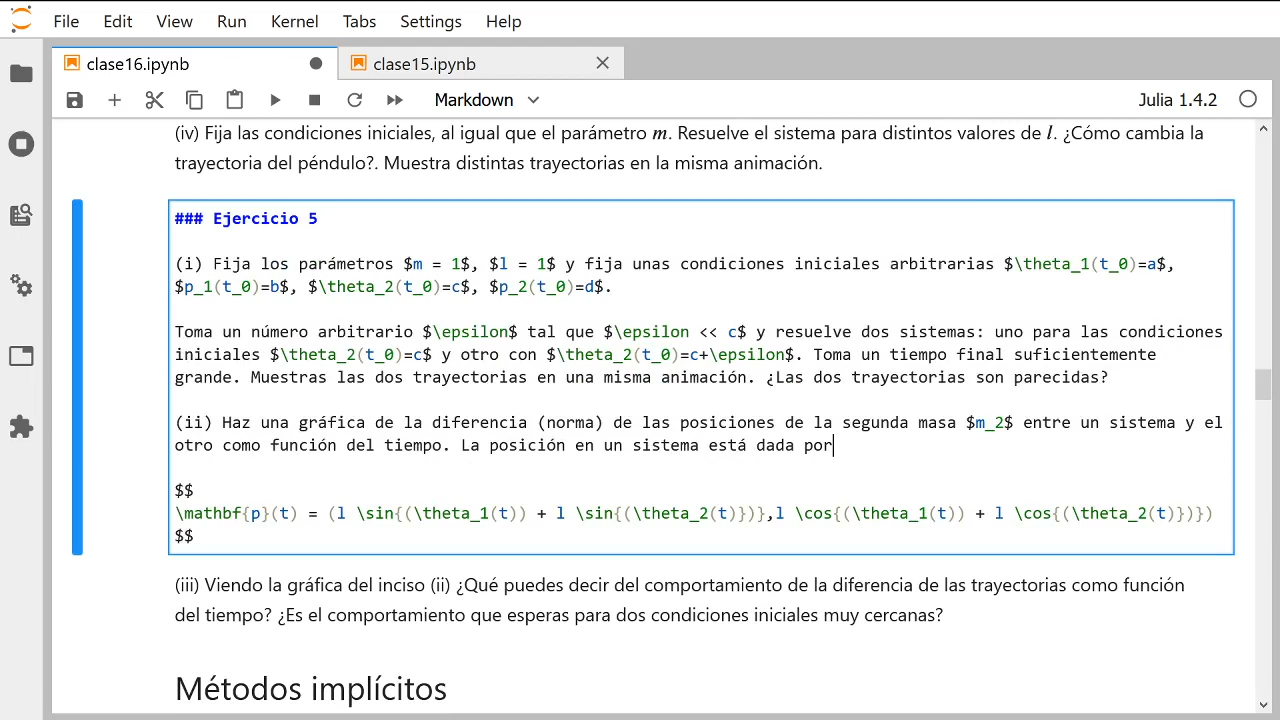 File Edit View Run Kernel Tabs Settings Help
clase16.ipynb
clase15.ipynb
Markdown
Julia 1.4.2
(iv) Fija las condiciones iniciales, al igual que el parámetro m. Resuelve el sistema para distintos valores de l. ¿Cómo cambia la
trayectoria del péndulo?. Muestra distintas trayectorias en la misma animación.
### Ejercicio 5
(i) Fija los parámetros $m = 1$, $l = 1$ y fija unas condiciones iniciales arbitrarias $\theta_1(t_0)=a$,
$p_1(t_0)=b$, $\theta_2(t_0)=c$, $p_2(t_0)=d$.
Toma un número arbitrario $\epsilon$ tal que $\epsilon << c$ y resuelve dos sistemas: uno para las condiciones
iniciales $\theta_2(t_0)=c$ y otro con $\theta_2(t_0)=c+\epsilon$. Toma un tiempo final suficientemente
grande. Muestras las dos trayectorias en una misma animación. ¿Las dos trayectorias son parecidas?
(ii) Haz una gráfica de la diferencia (norma) de las posiciones de la segunda masa $m_2$ entre un sistema y el
otro como función del tiempo. La posición en un sistema está dada por
$$
\mathbf{p}(t) = (l \sin{(\theta_1(t)) + l \sin{(\theta_2(t)})},l \cos{(\theta_1(t)) + l \cos{(\theta_2(t)})})
$$
(iii) Viendo la gráfica del inciso (ii) ¿Qué puedes decir del comportamiento de la diferencia de las trayectorias como función
del tiempo? ¿Es el comportamiento que esperas para dos condiciones iniciales muy cercanas?
Métodos implícitos